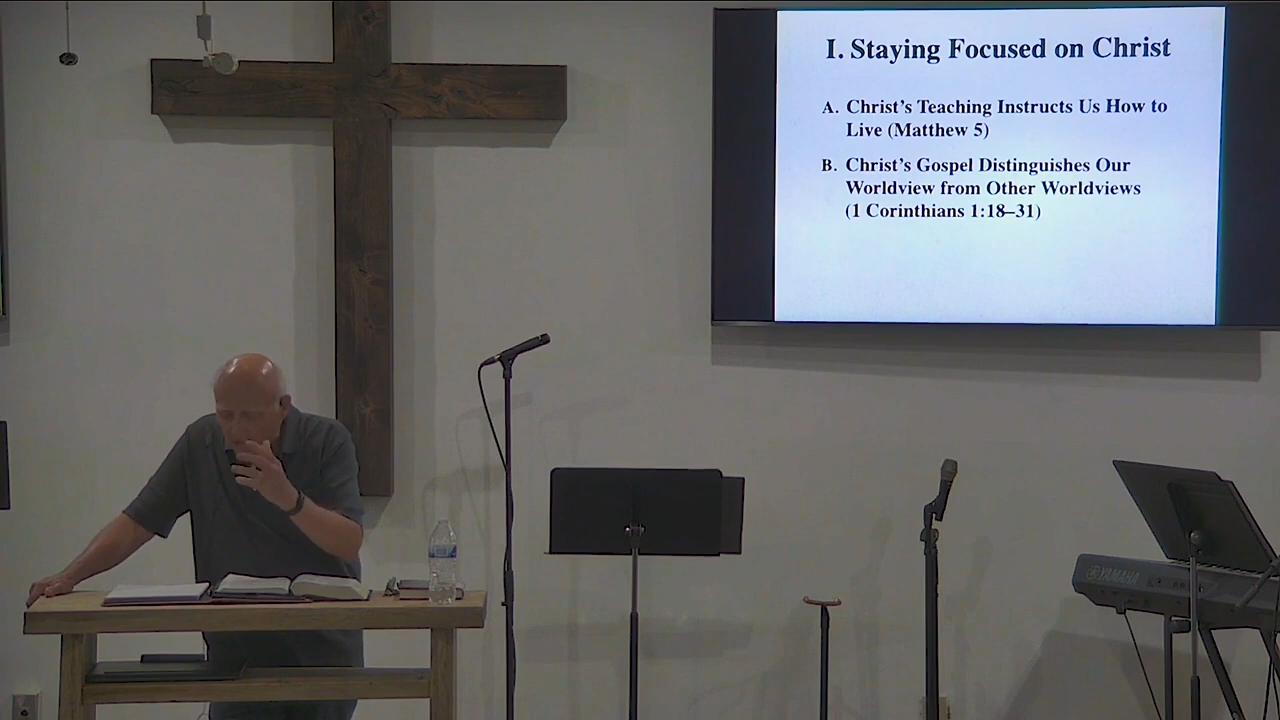 I. Staying Focused on Christ
A. Christ's Teaching Instructs Us How to
Live (Matthew 5)
B. Christ's Gospel Distinguishes Our
Worldview from Other Worldviews
(1 Corinthians 1:18–31)
YAMAHA